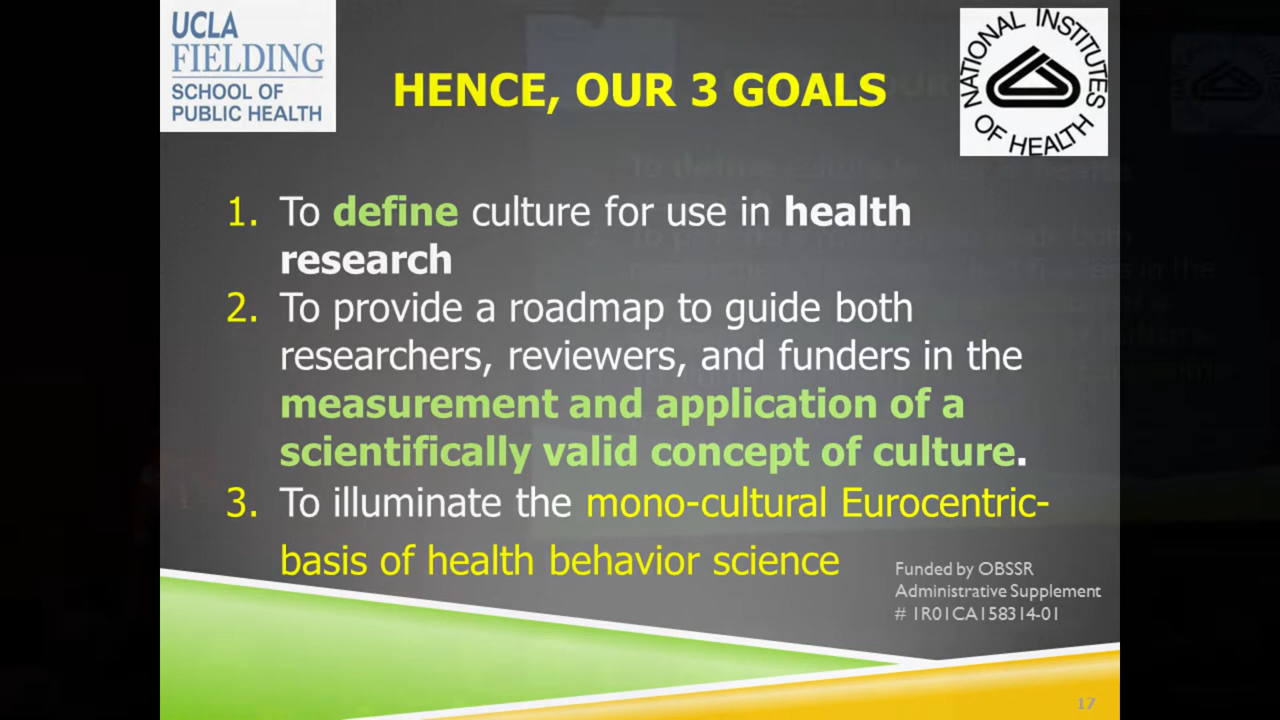 UCLA
FIELDING
SCHOOL OF
PUBLIC HEALTH
HENCE, OUR 3 GOALS
NATIONAL INSTITUTES
OF HEALTH
1. To define culture for use in health
research
2. To provide a roadmap to guide both
researchers, reviewers, and funders in the
measurement and application of a
scientifically valid concept of culture.
3. To illuminate the mono-cultural Eurocentric-
basis of health behavior science
Funded by OBSSR
Administrative Supplement
# 1R01CA158314-01
17